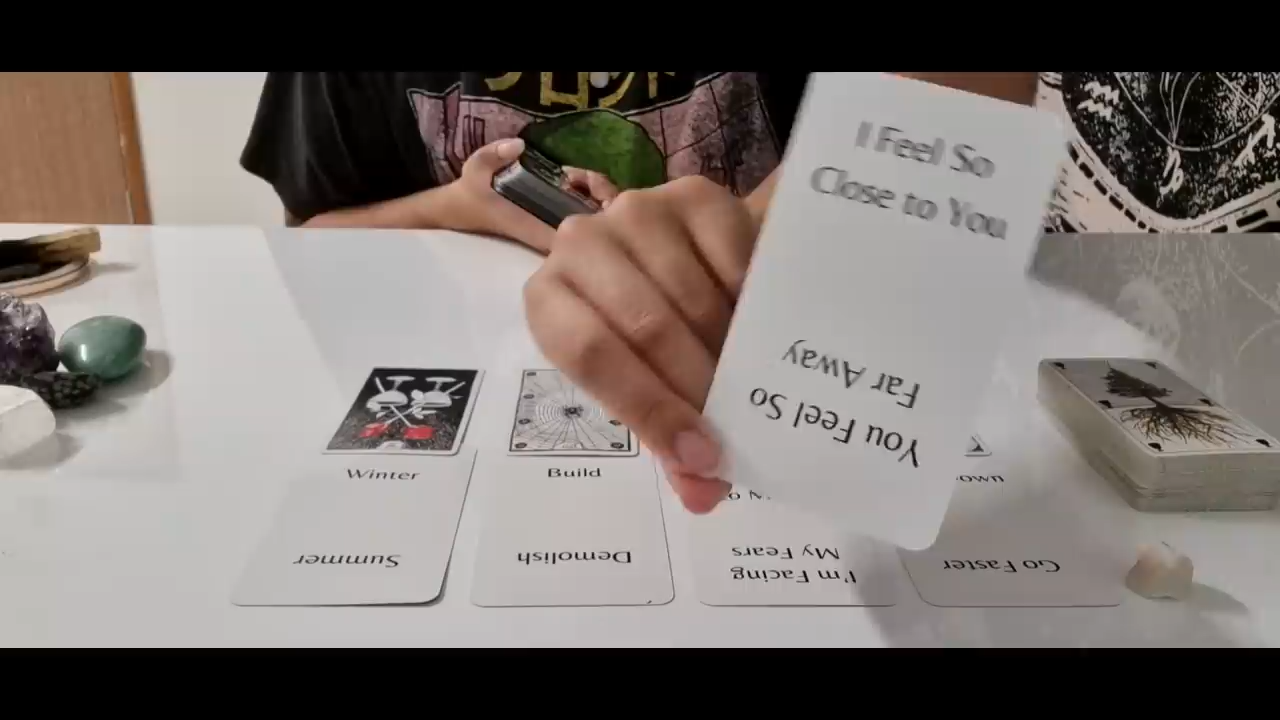 I Feel So
Close to You
You Feel So
Far Away
Winter
Summer
Build
Demolish
I'm Facing
My Fears
own
Go Faster